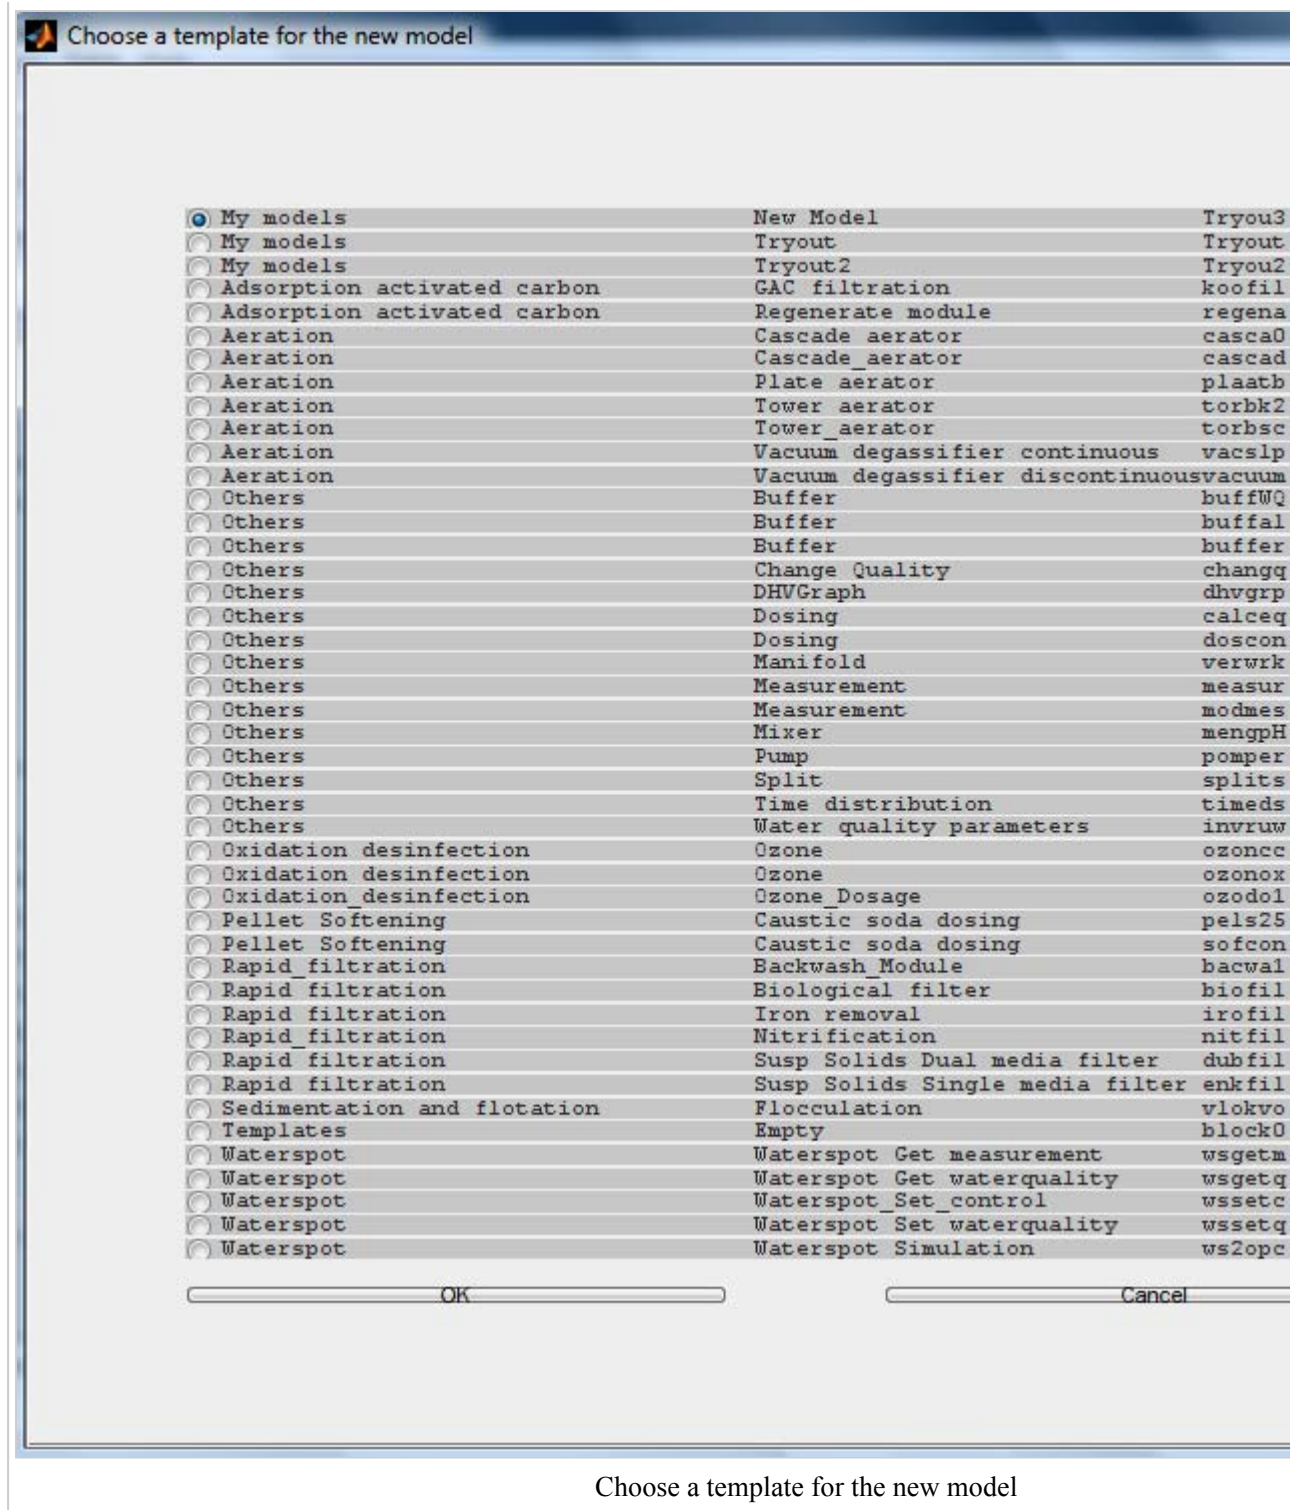 Choose a template for the new model
My models New Model Tryou3
My models Tryout Tryout
My models Tryout2 Tryou2
Adsorption activated carbon GAC filtration koofil
Adsorption activated carbon Regenerate module regena
Aeration Cascade aerator casca0
Aeration Cascade_aerator cascad
Aeration Plate aerator plaatb
Aeration Tower aerator torbk2
Aeration Tower_aerator torbsc
Aeration Vacuum degassifier continuous vacslp
Aeration Vacuum degassifier discontinuousvacuum
Others Buffer buffWQ
Others Buffer buffal
Others Buffer buffer
Others Change Quality changq
Others DHVGraph dhvgrp
Others Dosing calceq
Others Dosing doscon
Others Manifold verwrk
Others Measurement measur
Others Measurement modmes
Others Mixer mengpH
Others Pump pomper
Others Split splits
Others Time distribution timeds
Others Water quality parameters invruw
Oxidation desinfection Ozone ozoncc
Oxidation desinfection Ozone ozonox
Oxidation_desinfection Ozone_Dosage ozodo1
Pellet Softening Caustic soda dosing pels25
Pellet Softening Caustic soda dosing sofcon
Rapid_filtration Backwash_Module bacwa1
Rapid filtration Biological filter biofil
Rapid filtration Iron removal irofil
Rapid_filtration Nitrification nitfil
Rapid filtration Susp Solids Dual media filter dubfil
Rapid filtration Susp Solids Single media filter enkfil
Sedimentation and flotation Flocculation vlokvo
Templates Empty block0
Waterspot Waterspot Get measurement wsgetm
Waterspot Waterspot Get waterquality wsgetq
Waterspot Waterspot_Set_control wssetc
Waterspot Waterspot Set waterquality wssetq
Waterspot Waterspot Simulation ws2opc
OK Cancel
Choose a template for the new model